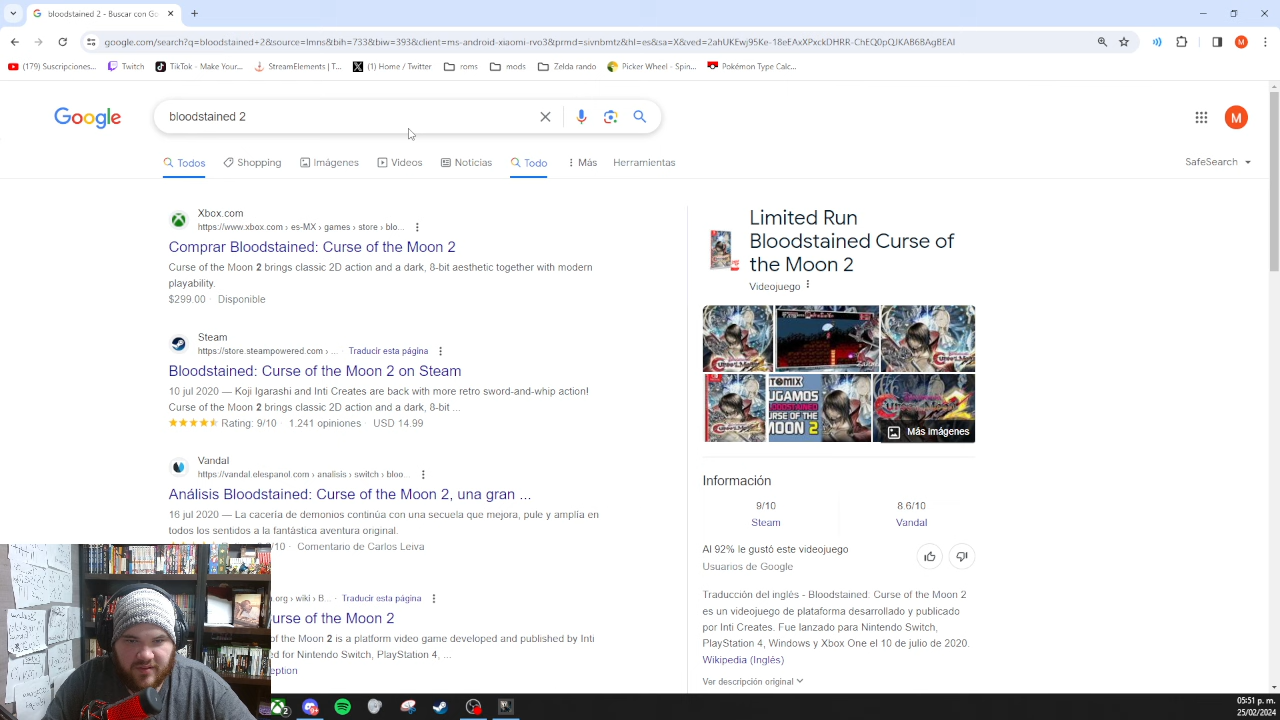 bloodstained 2 - Buscar con Go
google.com/search?q=bloodstained+2&source=lmns&bih=733&biw=393&client=ms-android-xiaomi-rvo3&prmd=sivnbmtz&hl=es&sa=X&ved=2ahUKEwj95Ke-18eEAxXPxckDHRR-ChEQ0pQJKAB6BAgBEAI
(179) Suscripciones...
Twitch
TikTok - Make Your...
StreamElements | T...
(1) Home / Twitter
roms
mods
Zelda rando
Picker Wheel - Spin...
Pokémon Type Calc...
Google
bloodstained 2
M
Todos
Shopping
Imágenes
Videos
Noticias
Todo
Más
Herramientas
SafeSearch
Xbox.com
https://www.xbox.com › es-MX › games › store › blo...
Comprar Bloodstained: Curse of the Moon 2
Curse of the Moon 2 brings classic 2D action and a dark, 8-bit aesthetic together with modern
playability.
$299.00 · Disponible
Steam
https://store.steampowered.com › ... · Traducir esta página
Bloodstained: Curse of the Moon 2 on Steam
10 jul 2020 — Koji Igarashi and Inti Creates are back with more retro sword-and-whip action!
Curse of the Moon 2 brings classic 2D action and a dark, 8-bit ...
Rating: 9/10 · 1.241 opiniones · USD 14.99
Vandal
https://vandal.elespanol.com › analisis › switch › bloo...
Análisis Bloodstained: Curse of the Moon 2, una gran ...
16 jul 2020 — La cacería de demonios continúa con una secuela que mejora, pule y amplía en
todos los sentidos a la fantástica aventura original.
/10 · Comentario de Carlos Leiva
.org › wiki › B... · Traducir esta página
urse of the Moon 2
of the Moon 2 is a platform video game developed and published by Inti
ed for Nintendo Switch, PlayStation 4, ...
eption
Limited Run
Bloodstained Curse of
the Moon 2
Videojuego
ATOMIX
JUGAMOS
BLOODSTAINED
CURSE OF THE
MOON 2
Más imágenes
Información
9/10
Steam
8.6/10
Vandal
Al 92% le gustó este videojuego
Usuarios de Google
Traducción del inglés - Bloodstained: Curse of the Moon 2
es un videojuego de plataforma desarrollado y publicado
por Inti Creates. Fue lanzado para Nintendo Switch,
PlayStation 4, Windows y Xbox One el 10 de julio de 2020.
Wikipedia (Inglés)
Ver descripción original
05:51 p. m.
25/02/2024